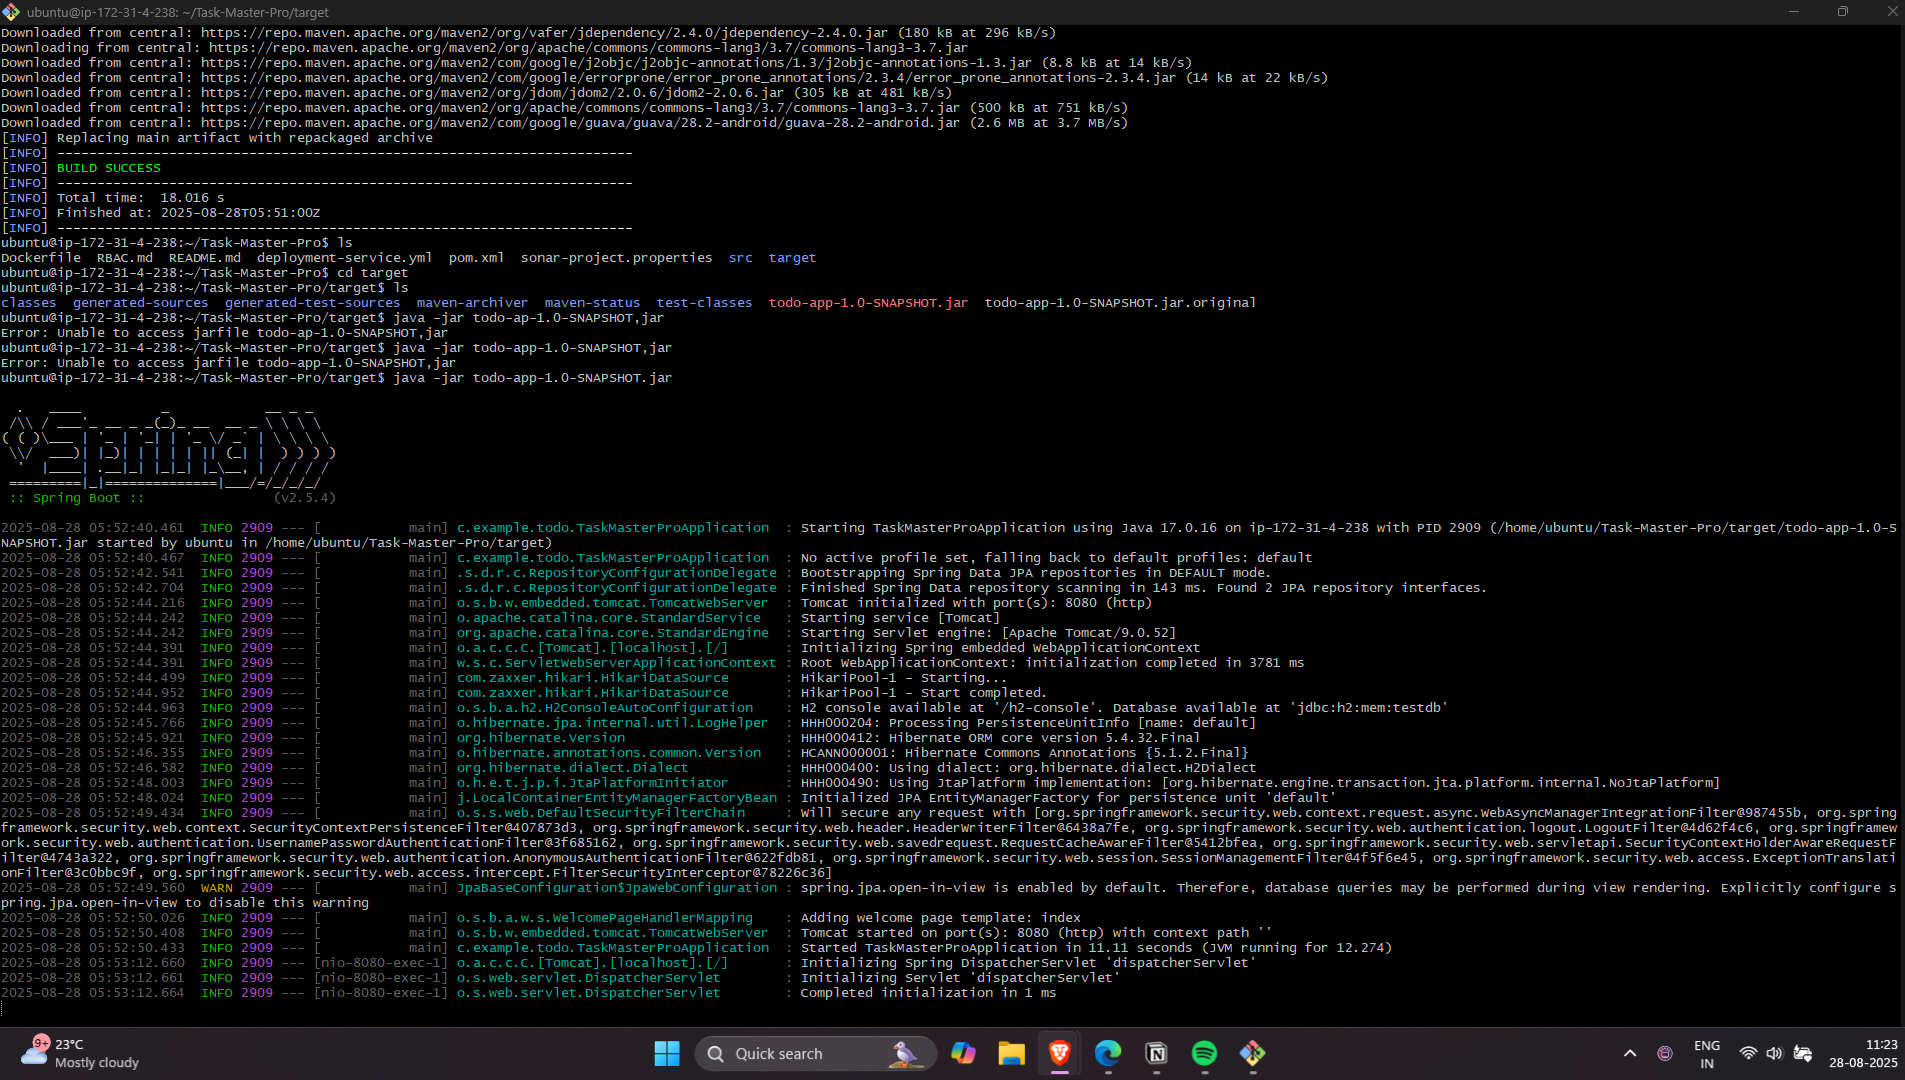 ubuntu@ip-172-31-4-238: ~/Task-Master-Pro/target
Downloaded from central: https://repo.maven.apache.org/maven2/org/vafer/jdependency/2.4.0/jdependency-2.4.0.jar (180 kB at 296 kB/s)
Downloading from central: https://repo.maven.apache.org/maven2/org/apache/commons/commons-lang3/3.7/commons-lang3-3.7.jar
Downloaded from central: https://repo.maven.apache.org/maven2/com/google/j2objc/j2objc-annotations/1.3/j2objc-annotations-1.3.jar (8.8 kB at 14 kB/s)
Downloaded from central: https://repo.maven.apache.org/maven2/com/google/errorprone/error_prone_annotations/2.3.4/error_prone_annotations-2.3.4.jar (14 kB at 22 kB/s)
Downloaded from central: https://repo.maven.apache.org/maven2/org/jdom/jdom2/2.0.6/jdom2-2.0.6.jar (305 kB at 481 kB/s)
Downloaded from central: https://repo.maven.apache.org/maven2/org/apache/commons/commons-lang3/3.7/commons-lang3-3.7.jar (500 kB at 751 kB/s)
Downloaded from central: https://repo.maven.apache.org/maven2/com/google/guava/guava/28.2-android/guava-28.2-android.jar (2.6 MB at 3.7 MB/s)
[INFO] Replacing main artifact with repackaged archive
[INFO] ------------------------------------------------------------------------
[INFO] BUILD SUCCESS
[INFO] ------------------------------------------------------------------------
[INFO] Total time:  18.016 s
[INFO] Finished at: 2025-08-28T05:51:00Z
[INFO] ------------------------------------------------------------------------
ubuntu@ip-172-31-4-238:~/Task-Master-Pro$ ls
Dockerfile  RBAC.md  README.md  deployment-service.yml  pom.xml  sonar-project.properties  src  target
ubuntu@ip-172-31-4-238:~/Task-Master-Pro$ cd target
ubuntu@ip-172-31-4-238:~/Task-Master-Pro/target$ ls
classes  generated-sources  generated-test-sources  maven-archiver  maven-status  test-classes  todo-app-1.0-SNAPSHOT.jar  todo-app-1.0-SNAPSHOT.jar.original
ubuntu@ip-172-31-4-238:~/Task-Master-Pro/target$ java -jar todo-ap-1.0-SNAPSHOT,jar
Error: Unable to access jarfile todo-ap-1.0-SNAPSHOT,jar
ubuntu@ip-172-31-4-238:~/Task-Master-Pro/target$ java -jar todo-app-1.0-SNAPSHOT,jar
Error: Unable to access jarfile todo-app-1.0-SNAPSHOT,jar
ubuntu@ip-172-31-4-238:~/Task-Master-Pro/target$ java -jar todo-app-1.0-SNAPSHOT.jar
Spring
:: Spring Boot ::                (v2.5.4)
2025-08-28 05:52:40.461  INFO 2909 --- [           main] c.example.todo.TaskMasterProApplication  : Starting TaskMasterProApplication using Java 17.0.16 on ip-172-31-4-238 with PID 2909 (/home/ubuntu/Task-Master-Pro/target/todo-app-1.0-S
NAPSHOT.jar started by ubuntu in /home/ubuntu/Task-Master-Pro/target)
2025-08-28 05:52:40.467  INFO 2909 --- [           main] c.example.todo.TaskMasterProApplication  : No active profile set, falling back to default profiles: default
2025-08-28 05:52:42.541  INFO 2909 --- [           main] .s.d.r.c.RepositoryConfigurationDelegate : Bootstrapping Spring Data JPA repositories in DEFAULT mode.
2025-08-28 05:52:42.704  INFO 2909 --- [           main] .s.d.r.c.RepositoryConfigurationDelegate : Finished Spring Data repository scanning in 143 ms. Found 2 JPA repository interfaces.
2025-08-28 05:52:44.216  INFO 2909 --- [           main] o.s.b.w.embedded.tomcat.TomcatWebServer  : Tomcat initialized with port(s): 8080 (http)
2025-08-28 05:52:44.242  INFO 2909 --- [           main] o.apache.catalina.core.StandardService   : Starting service [Tomcat]
2025-08-28 05:52:44.242  INFO 2909 --- [           main] org.apache.catalina.core.StandardEngine  : Starting Servlet engine: [Apache Tomcat/9.0.52]
2025-08-28 05:52:44.391  INFO 2909 --- [           main] o.a.c.c.C.[Tomcat].[localhost].[/]       : Initializing Spring embedded WebApplicationContext
2025-08-28 05:52:44.391  INFO 2909 --- [           main] w.s.c.ServletWebServerApplicationContext : Root WebApplicationContext: initialization completed in 3781 ms
2025-08-28 05:52:44.499  INFO 2909 --- [           main] com.zaxxer.hikari.HikariDataSource       : HikariPool-1 - Starting...
2025-08-28 05:52:44.952  INFO 2909 --- [           main] com.zaxxer.hikari.HikariDataSource       : HikariPool-1 - Start completed.
2025-08-28 05:52:44.963  INFO 2909 --- [           main] o.s.b.a.h2.H2ConsoleAutoConfiguration    : H2 console available at '/h2-console'. Database available at 'jdbc:h2:mem:testdb'
2025-08-28 05:52:45.766  INFO 2909 --- [           main] o.hibernate.jpa.internal.util.LogHelper  : HHH000204: Processing PersistenceUnitInfo [name: default]
2025-08-28 05:52:45.921  INFO 2909 --- [           main] org.hibernate.Version                    : HHH000412: Hibernate ORM core version 5.4.32.Final
2025-08-28 05:52:46.355  INFO 2909 --- [           main] o.hibernate.annotations.common.Version   : HCANN000001: Hibernate Commons Annotations {5.1.2.Final}
2025-08-28 05:52:46.582  INFO 2909 --- [           main] org.hibernate.dialect.Dialect            : HHH000400: Using dialect: org.hibernate.dialect.H2Dialect
2025-08-28 05:52:48.003  INFO 2909 --- [           main] o.h.e.t.j.p.i.JtaPlatformInitiator       : HHH000490: Using JtaPlatform implementation: [org.hibernate.engine.transaction.jta.platform.internal.NoJtaPlatform]
2025-08-28 05:52:48.024  INFO 2909 --- [           main] j.LocalContainerEntityManagerFactoryBean : Initialized JPA EntityManagerFactory for persistence unit 'default'
2025-08-28 05:52:49.434  INFO 2909 --- [           main] o.s.s.web.DefaultSecurityFilterChain     : Will secure any request with [org.springframework.security.web.context.request.async.WebAsyncManagerIntegrationFilter@987455b, org.spring
framework.security.web.context.SecurityContextPersistenceFilter@407873d3, org.springframework.security.web.header.HeaderWriterFilter@6438a7fe, org.springframework.security.web.authentication.logout.LogoutFilter@4d62f4c6, org.springframew
ork.security.web.authentication.UsernamePasswordAuthenticationFilter@3f685162, org.springframework.security.web.savedrequest.RequestCacheAwareFilter@5412bfea, org.springframework.security.web.servletapi.SecurityContextHolderAwareRequestF
ilter@4743a322, org.springframework.security.web.authentication.AnonymousAuthenticationFilter@622fdb81, org.springframework.security.web.session.SessionManagementFilter@4f5f6e45, org.springframework.security.web.access.ExceptionTranslati
onFilter@3c0bbc9f, org.springframework.security.web.access.intercept.FilterSecurityInterceptor@78226c36]
2025-08-28 05:52:49.560  WARN 2909 --- [           main] JpaBaseConfiguration$JpaWebConfiguration : spring.jpa.open-in-view is enabled by default. Therefore, database queries may be performed during view rendering. Explicitly configure s
pring.jpa.open-in-view to disable this warning
2025-08-28 05:52:50.026  INFO 2909 --- [           main] o.s.b.a.w.s.WelcomePageHandlerMapping    : Adding welcome page template: index
2025-08-28 05:52:50.408  INFO 2909 --- [           main] o.s.b.w.embedded.tomcat.TomcatWebServer  : Tomcat started on port(s): 8080 (http) with context path ''
2025-08-28 05:52:50.433  INFO 2909 --- [           main] c.example.todo.TaskMasterProApplication  : Started TaskMasterProApplication in 11.11 seconds (JVM running for 12.274)
2025-08-28 05:53:12.660  INFO 2909 --- [nio-8080-exec-1] o.a.c.c.C.[Tomcat].[localhost].[/]       : Initializing Spring DispatcherServlet 'dispatcherServlet'
2025-08-28 05:53:12.661  INFO 2909 --- [nio-8080-exec-1] o.s.web.servlet.DispatcherServlet        : Initializing Servlet 'dispatcherServlet'
2025-08-28 05:53:12.664  INFO 2909 --- [nio-8080-exec-1] o.s.web.servlet.DispatcherServlet        : Completed initialization in 1 ms
9+
23°C
Mostly cloudy
Quick search
ENG
IN
11:23
28-08-2025